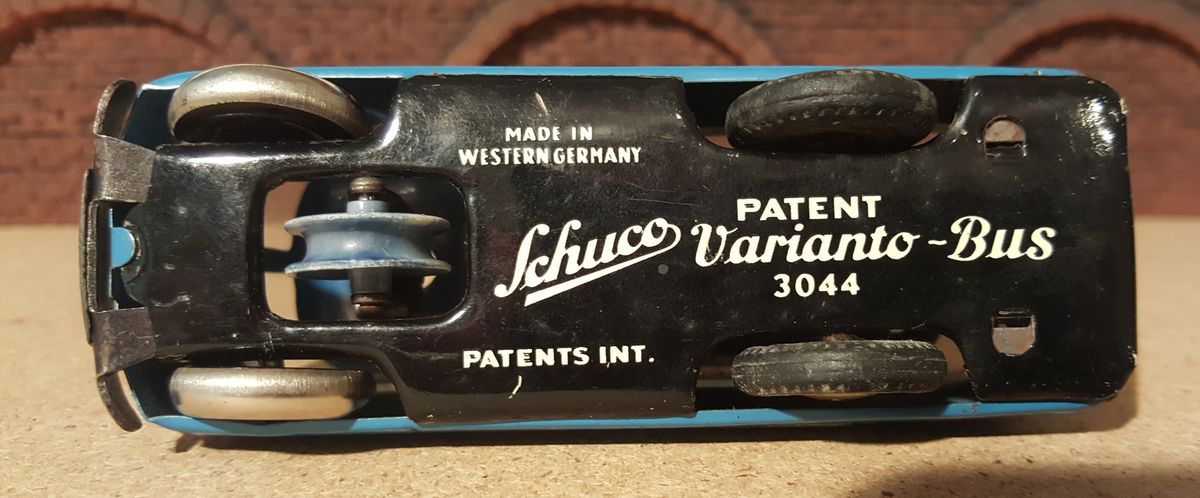 MADE IN
WESTERN GERMANY
Schuco
PATENT
Varianto-Bus
3044
PATENTS INT.